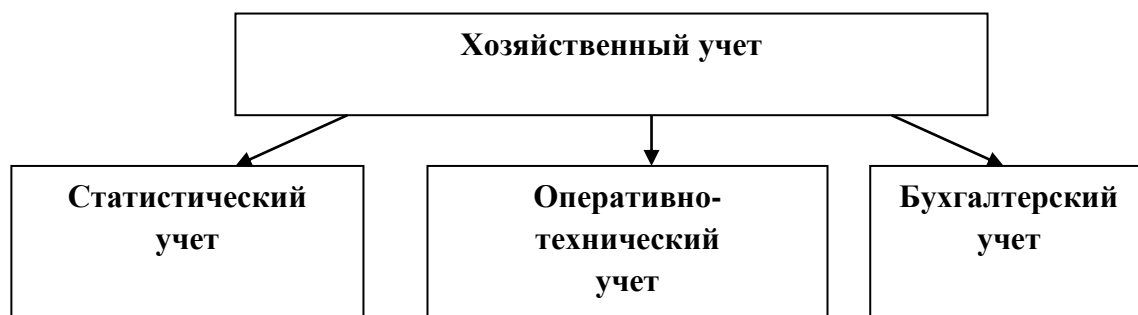 Хозяйственный учет
Статистический
учет
Оперативно-
технический
учет
Бухгалтерский
учет